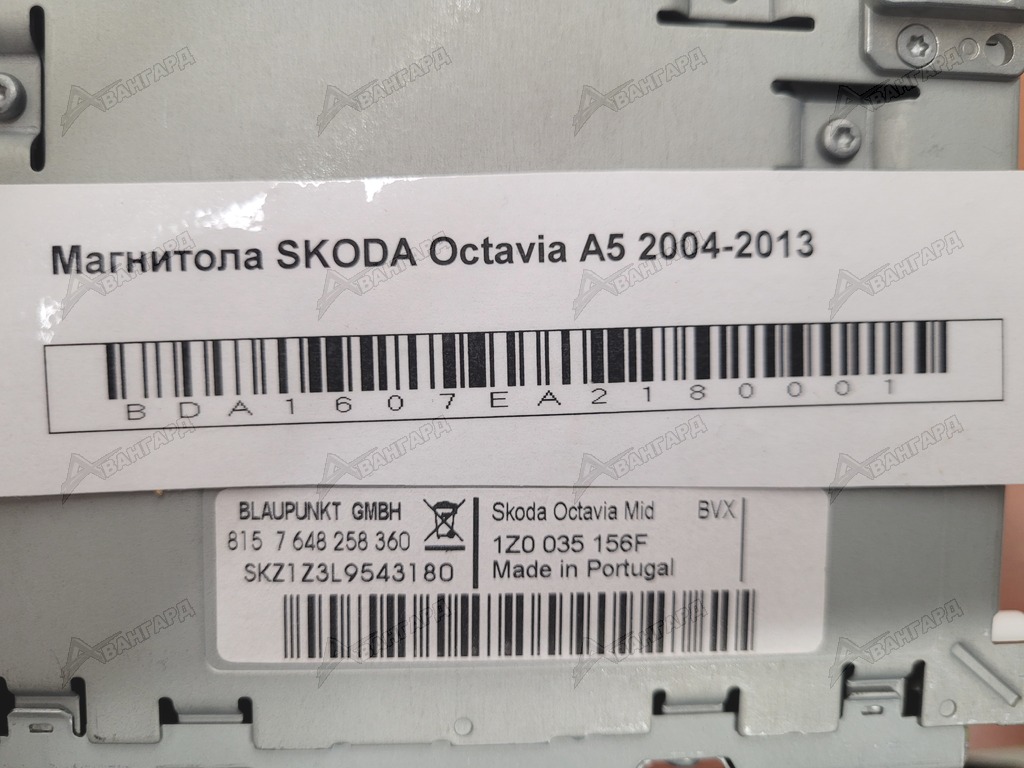 Магнитола SKODA Octavia A5 2004-2013
BDA1607EA2180001
BLAUPUNKT GMBH
815 7 648 258 360
SKZ1Z3L9543180
Skoda Octavia Mid BVX
1Z0 035 156F
Made in Portugal
АВАНГАРД